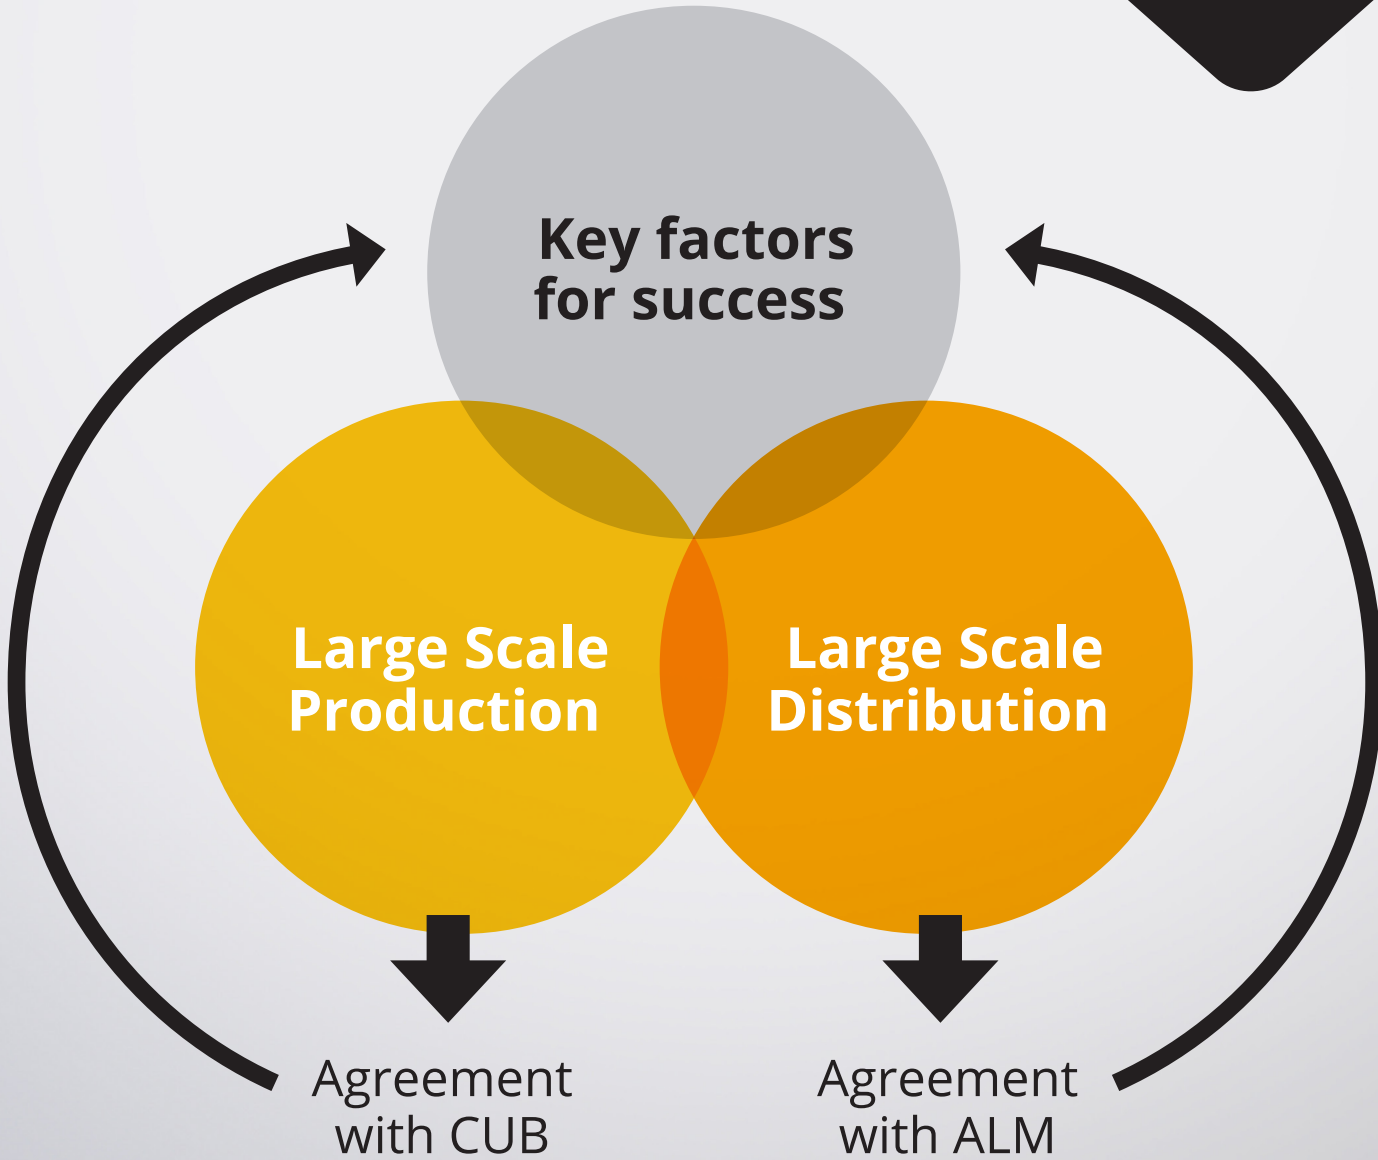 Key factors
for success
Large Scale
Production
Large Scale
Distribution
Agreement
with CUB
Agreement
with ALM